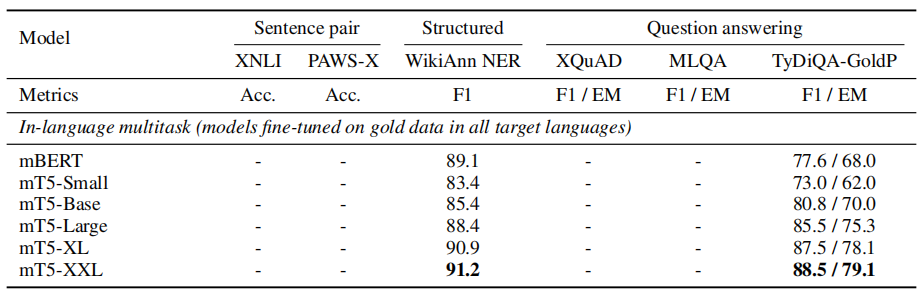 Model Sentence pair Structured Question answering
XNLI PAWS-X WikiAnn NER XQuAD MLQA TyDiQA-GoldP
Metrics Acc. Acc. F1 F1 / EM F1 / EM F1 / EM
In-language multitask (models fine-tuned on gold data in all target languages)
mBERT - - 89.1 - - 77.6 / 68.0
mT5-Small - - 83.4 - - 73.0 / 62.0
mT5-Base - - 85.4 - - 80.8 / 70.0
mT5-Large - - 88.4 - - 85.5 / 75.3
mT5-XL - - 90.9 - - 87.5 / 78.1
mT5-XXL - - 91.2 - - 88.5 / 79.1